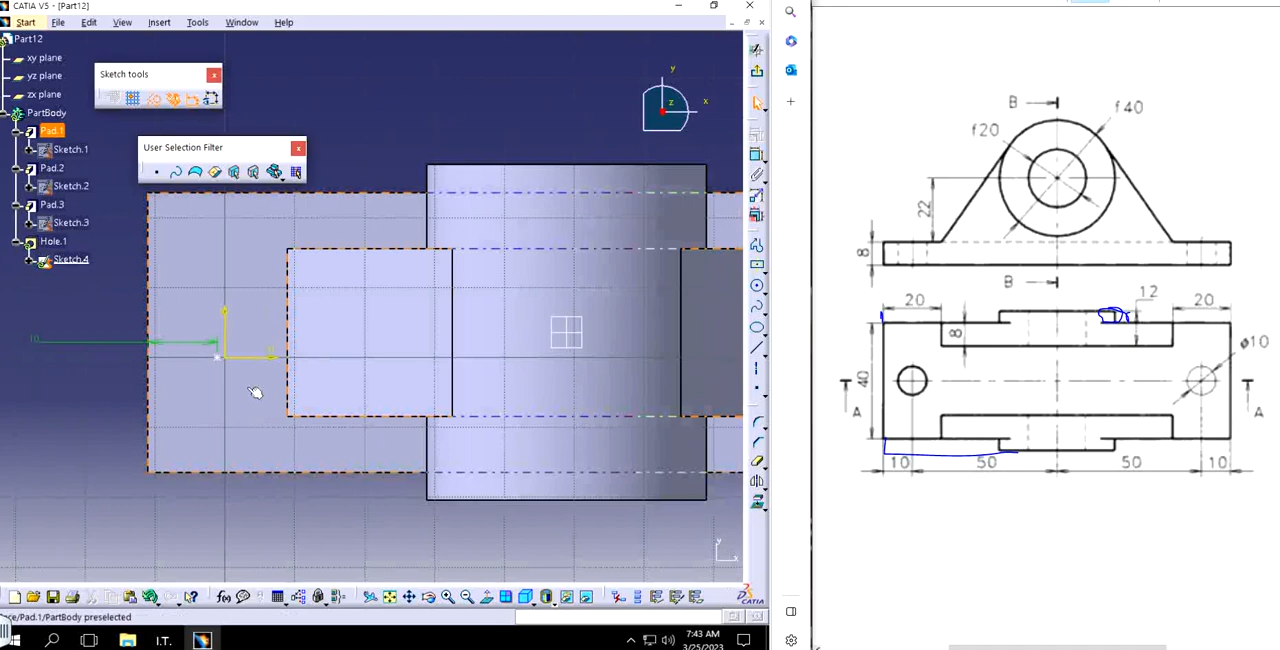 CATIA V5 - [Part12]
Start File Edit View Insert Tools Window Help
Part12
xy plane
yz plane
zx plane
PartBody
Pad.1
Sketch.1
Pad.2
Sketch.2
Pad.3
Sketch.3
Hole.1
Sketch.4
Sketch tools
User Selection Filter
y
x
z
10
y
x
CATIA
ace/Pad.1/PartBody preselected
I.T.
7:43 AM
3/25/2023
B
f40
f20
22
8
B
20
12
20
8
40
Ø10
A
A
10
50
50
10